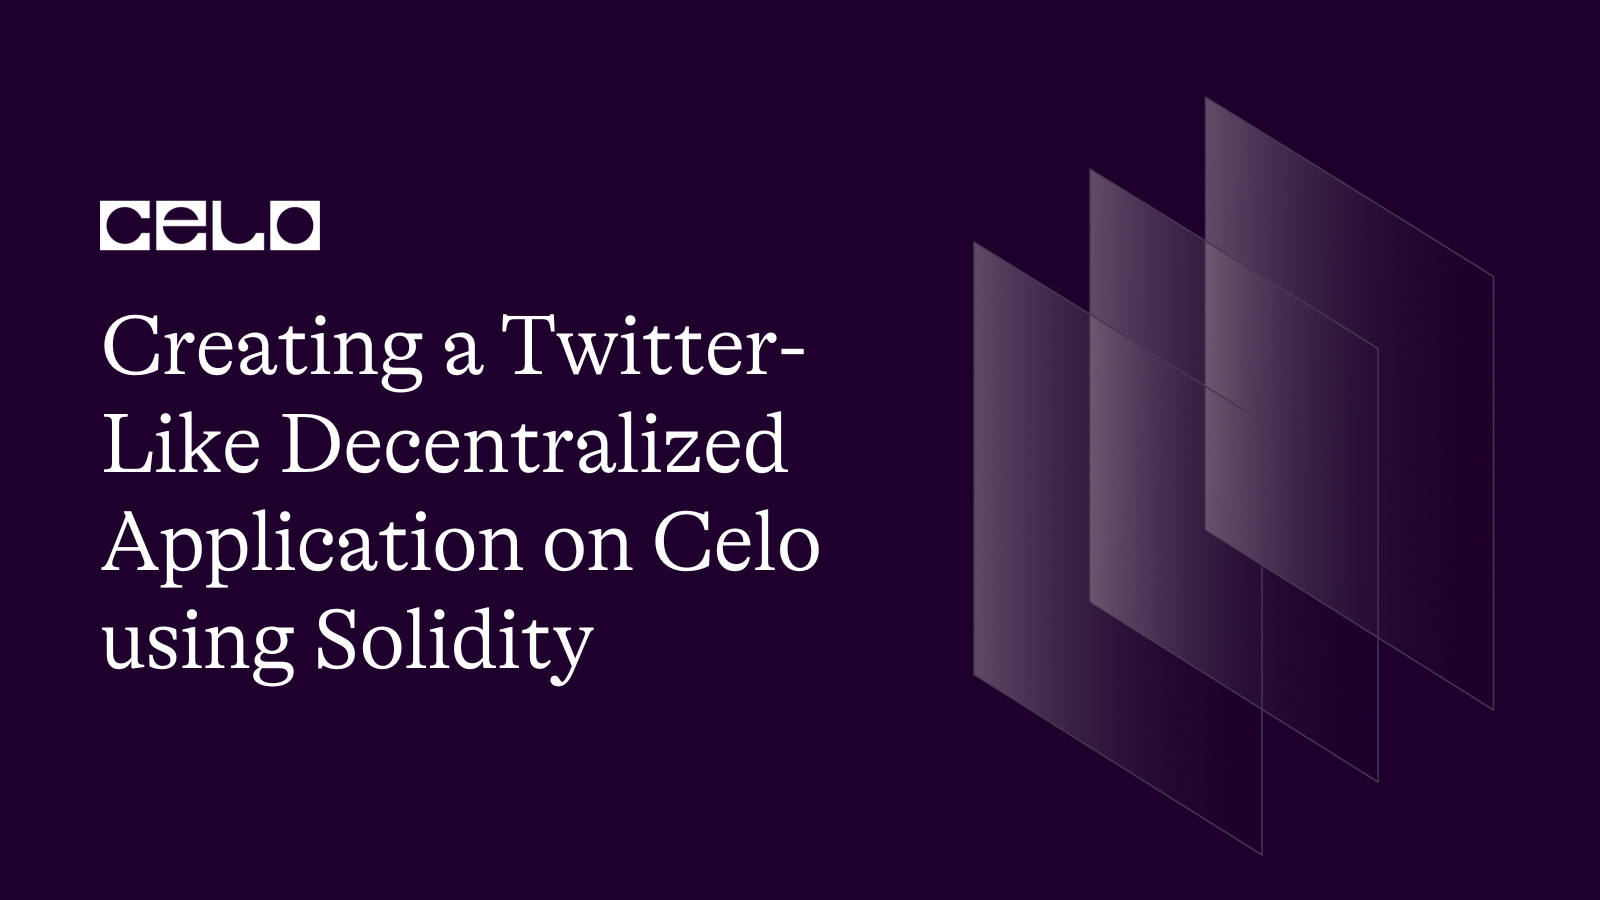 CELO
Creating a Twitter-
Like Decentralized
Application on Celo
using Solidity